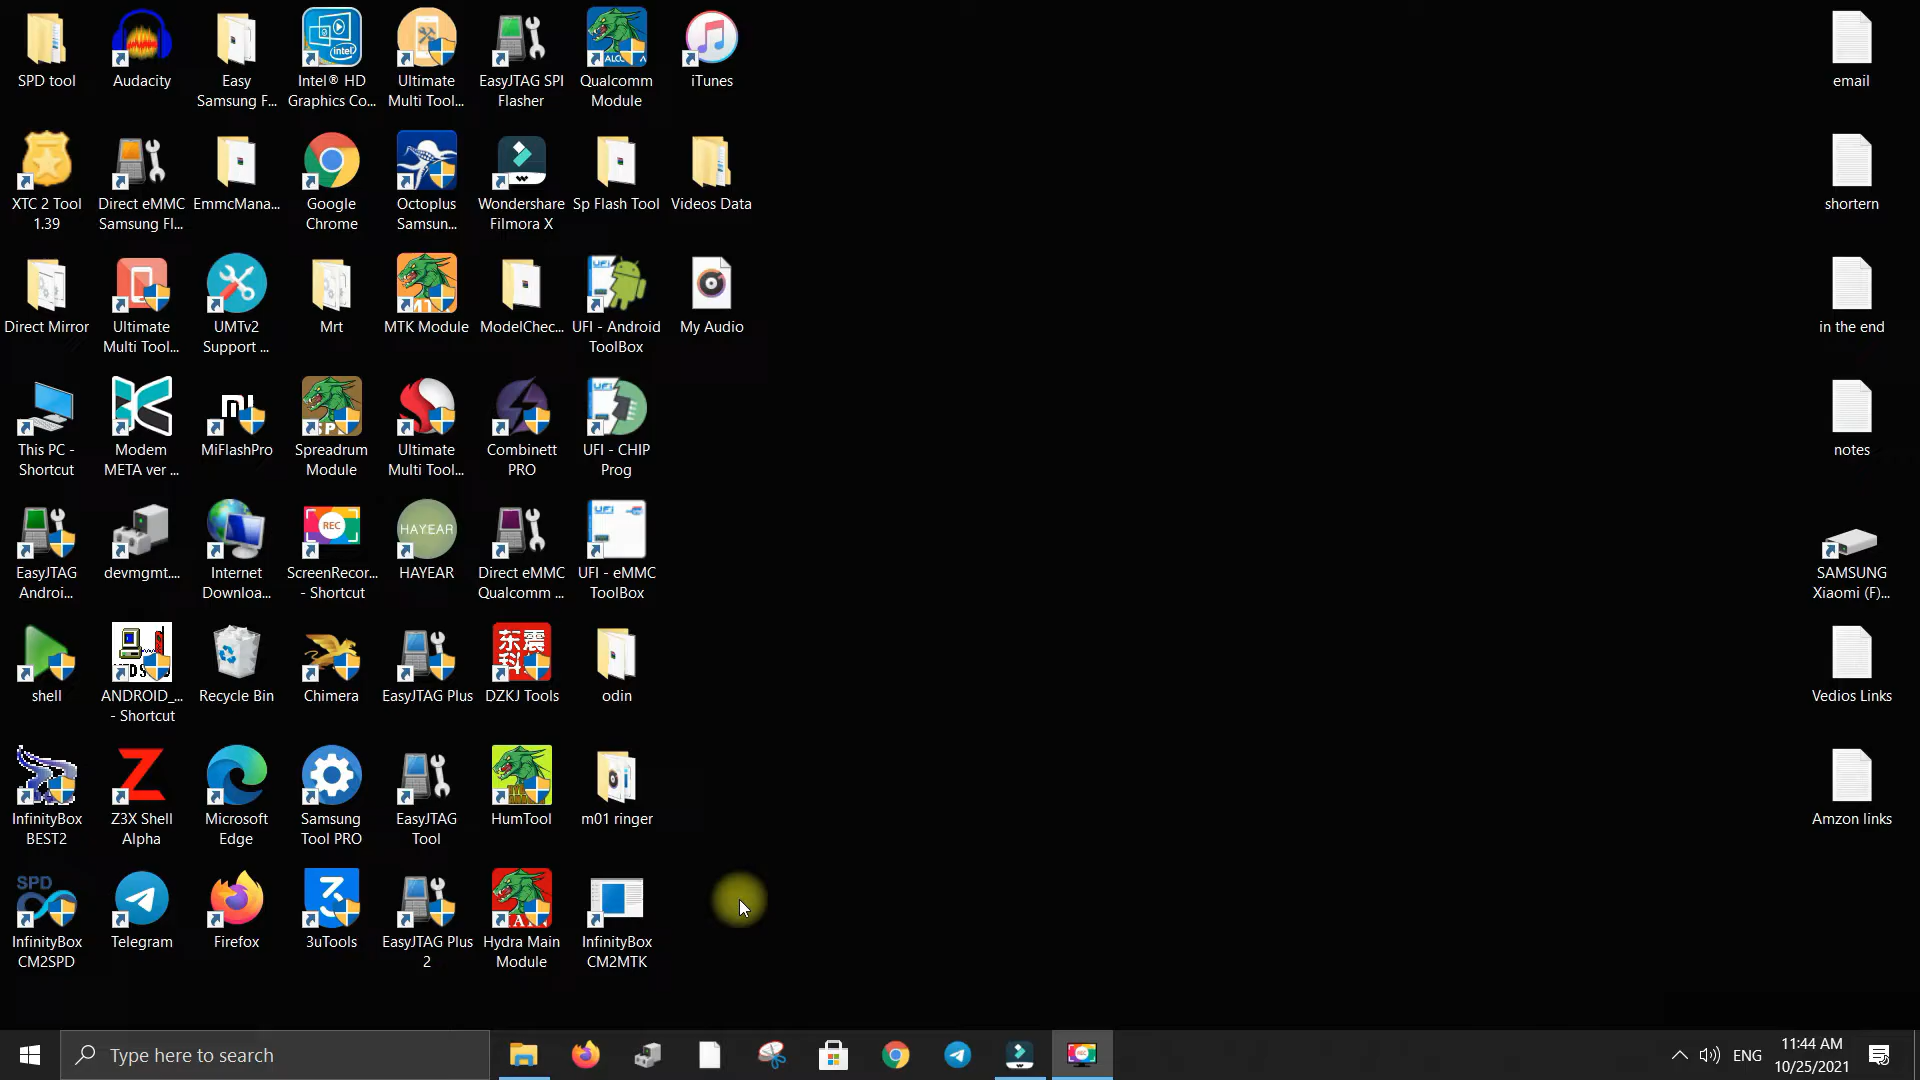 SPD tool
Audacity
Easy
Samsung F...
Intel® HD
Graphics Co...
Ultimate
Multi Tool...
EasyJTAG SPI
Flasher
Qualcomm
Module
iTunes
email
XTC 2 Tool
1.39
Direct eMMC
Samsung Fl...
EmmcMana...
Google
Chrome
Octoplus
Samsun...
Wondershare
Filmora X
Sp Flash Tool
Videos Data
shortern
Direct Mirror
Ultimate
Multi Tool...
UMTv2
Support ...
Mrt
MTK Module
ModelChec...
UFI - Android
ToolBox
My Audio
in the end
This PC -
Shortcut
Modem
META ver ...
MiFlashPro
Spreadrum
Module
Ultimate
Multi Tool...
Combinett
PRO
UFI - CHIP
Prog
notes
REC
HAYEAR
EasyJTAG
Androi...
devmgmt....
Internet
Downloa...
ScreenRecor...
- Shortcut
HAYEAR
Direct eMMC
Qualcomm ...
UFI - eMMC
ToolBox
SAMSUNG
Xiaomi (F)...
东震
shell
ANDROID_...
- Shortcut
Recycle Bin
Chimera
EasyJTAG Plus
DZKJ Tools
odin
Vedios Links
InfinityBox
BEST2
Z3X Shell
Alpha
Microsoft
Edge
Samsung
Tool PRO
EasyJTAG
Tool
HumTool
m01 ringer
Amzon links
SPD
InfinityBox
CM2SPD
Telegram
Firefox
3uTools
EasyJTAG Plus
2
Hydra Main
Module
InfinityBox
CM2MTK
Type here to search
ENG
11:44 AM
10/25/2021